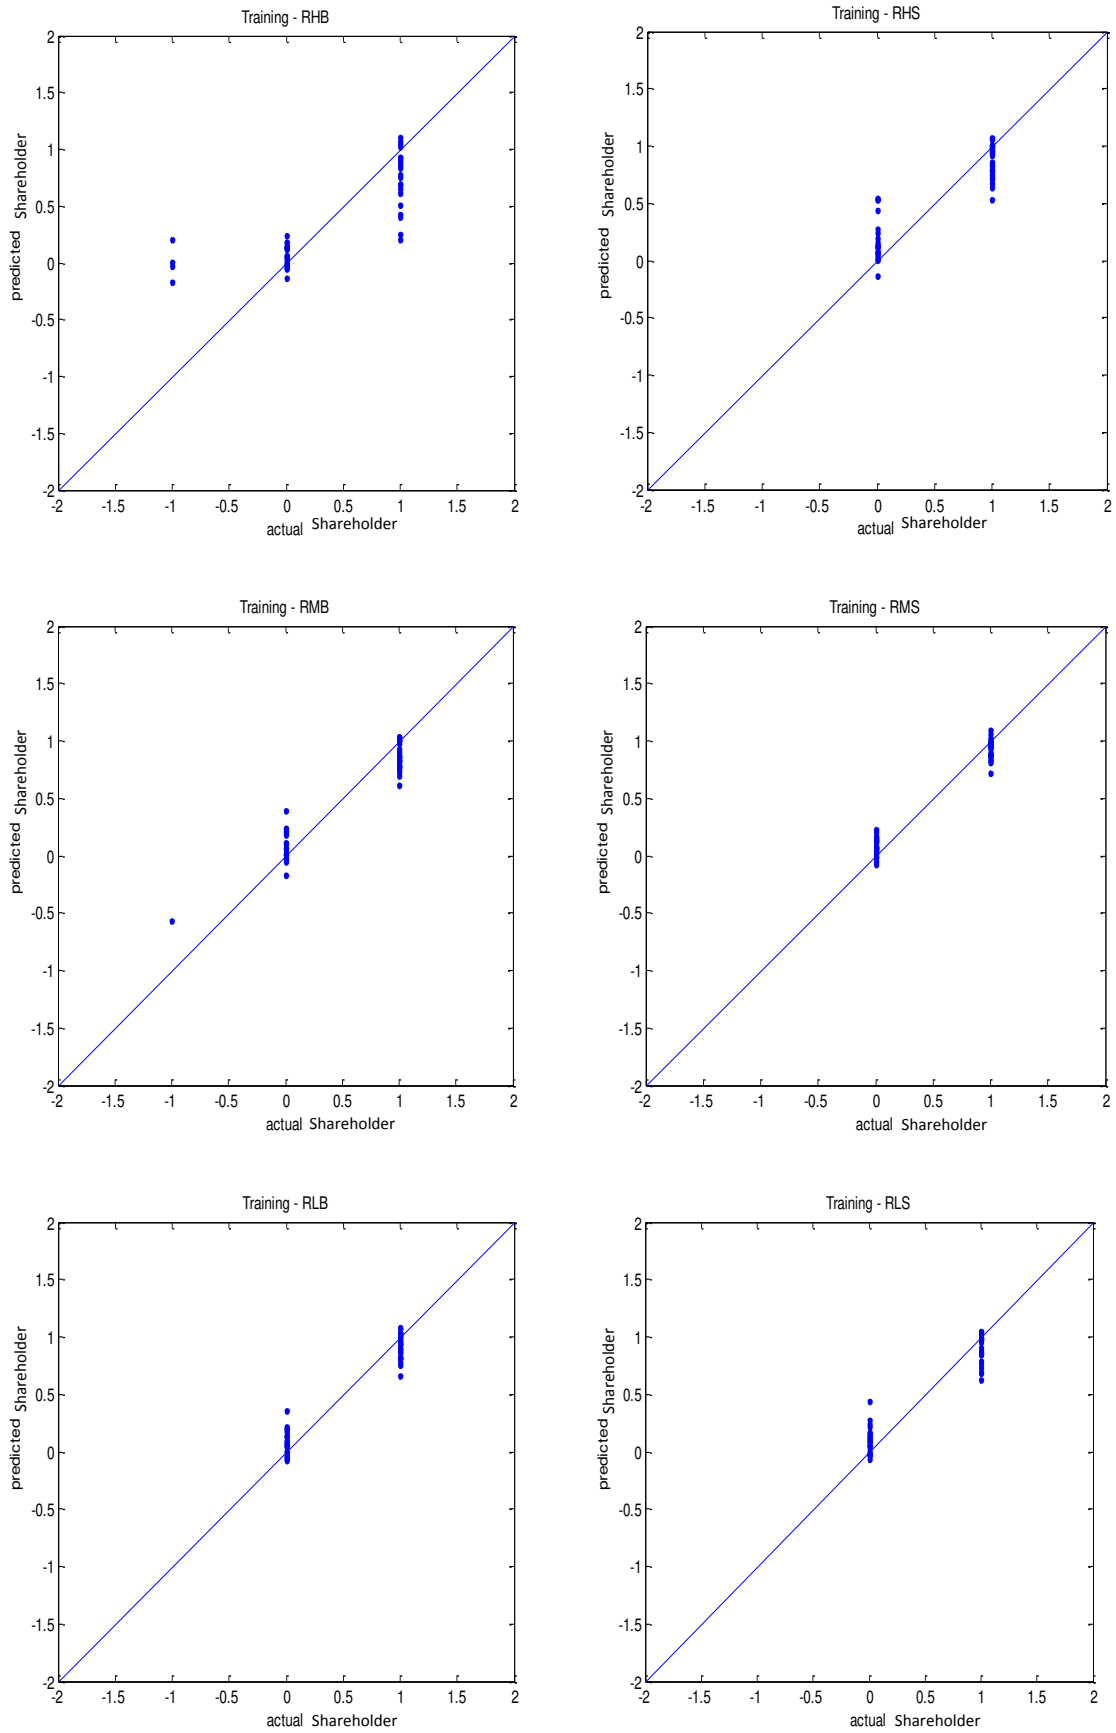 Training - RHB
2
1.5
1
0.5
0
-0.5
-1
-1.5
-2
predicted Shareholder
-2 -1.5 -1 -0.5 0 0.5 1 1.5 2
actual Shareholder
Training - RHS
2
1.5
1
0.5
0
-0.5
-1
-1.5
-2
predicted Shareholder
-2 -1.5 -1 -0.5 0 0.5 1 1.5 2
actual Shareholder
Training - RMB
2
1.5
1
0.5
0
-0.5
-1
-1.5
-2
predicted Shareholder
-2 -1.5 -1 -0.5 0 0.5 1 1.5 2
actual Shareholder
Training - RMS
2
1.5
1
0.5
0
-0.5
-1
-1.5
-2
predicted Shareholder
-2 -1.5 -1 -0.5 0 0.5 1 1.5 2
actual Shareholder
Training - RLB
2
1.5
1
0.5
0
-0.5
-1
-1.5
-2
predicted Shareholder
-2 -1.5 -1 -0.5 0 0.5 1 1.5 2
actual Shareholder
Training - RLS
2
1.5
1
0.5
0
-0.5
-1
-1.5
-2
predicted Shareholder
-2 -1.5 -1 -0.5 0 0.5 1 1.5 2
actual Shareholder